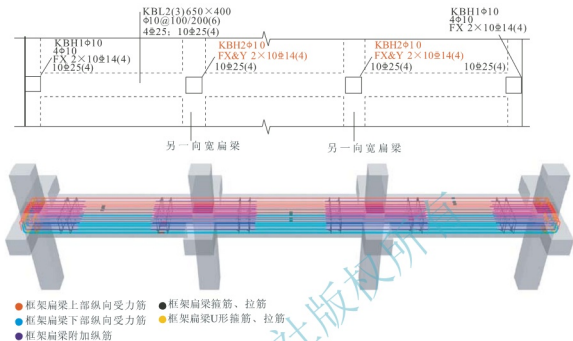 KBL2(3)650×400
Φ10@100/200(6)
4Φ25; 10Φ25(4)
KBH1Φ10
4Φ10
FX 2×10Φ14(4)
10Φ25(4)
KBH2Φ10
FX&Y 2×10Φ14(4)
10Φ25(4)
KBH2Φ10
FX&Y 2×10Φ14(4)
10Φ25(4)
KBH1Φ10
4Φ10
FX 2×10Φ14(4)
10Φ25(4)
另一向宽扁梁
另一向宽扁梁
框架扁梁上部纵向受力筋
框架扁梁箍筋、拉筋
框架扁梁下部纵向受力筋
框架扁梁U形箍筋、拉筋
框架扁梁附加纵筋
社版权所有